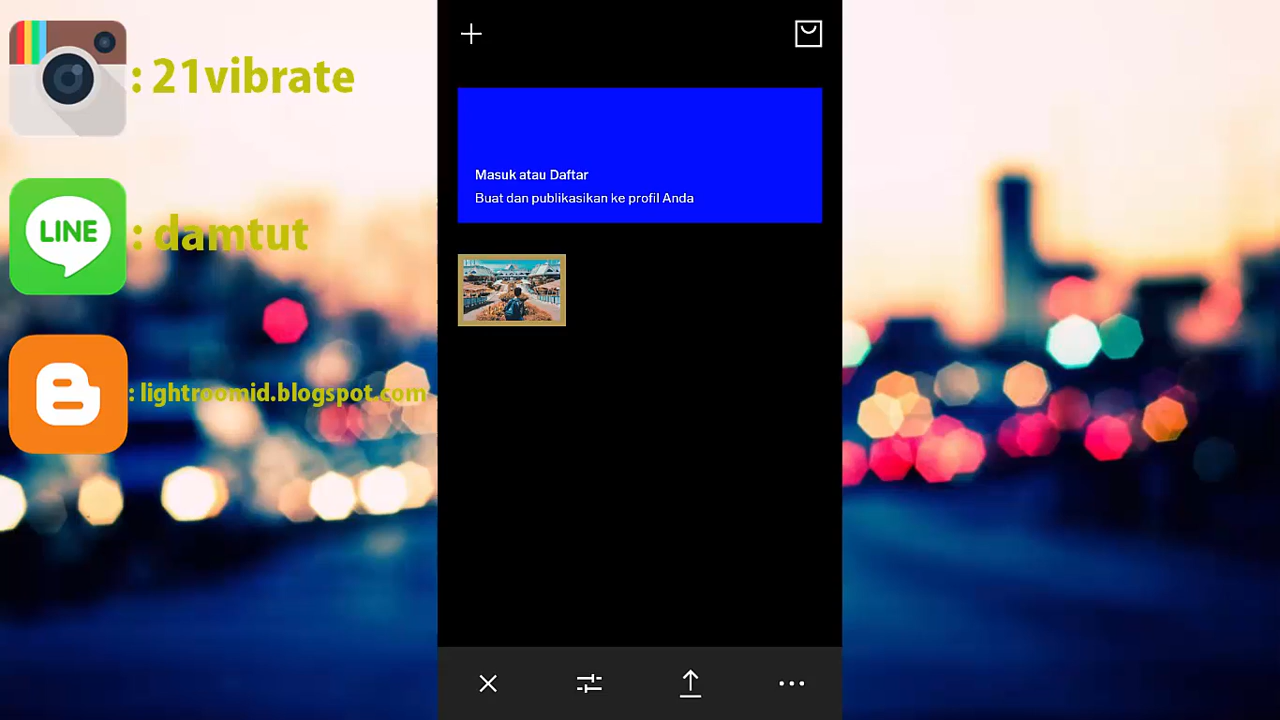 : 21vibrate
LINE
: damtut
: lightroomid.blogspot.com
Masuk atau Daftar
Buat dan publikasikan ke profil Anda